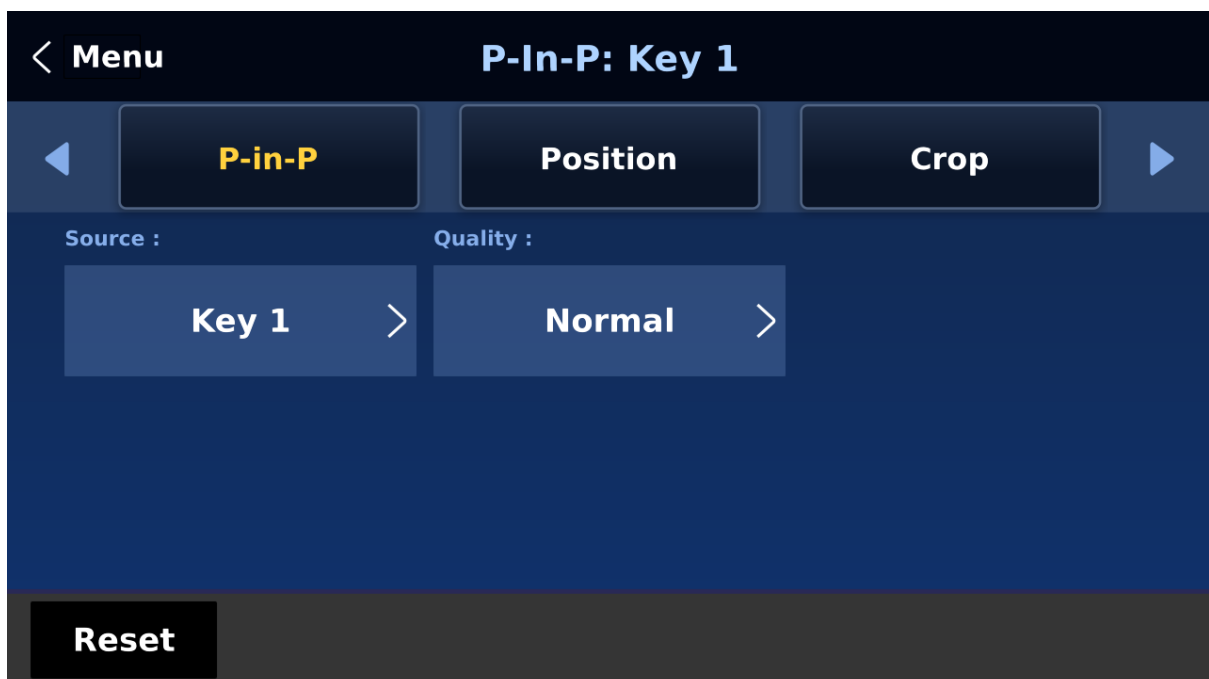 Menu
P-In-P: Key 1
P-in-P
Position
Crop
Source :
Quality :
Key 1
Normal
Reset